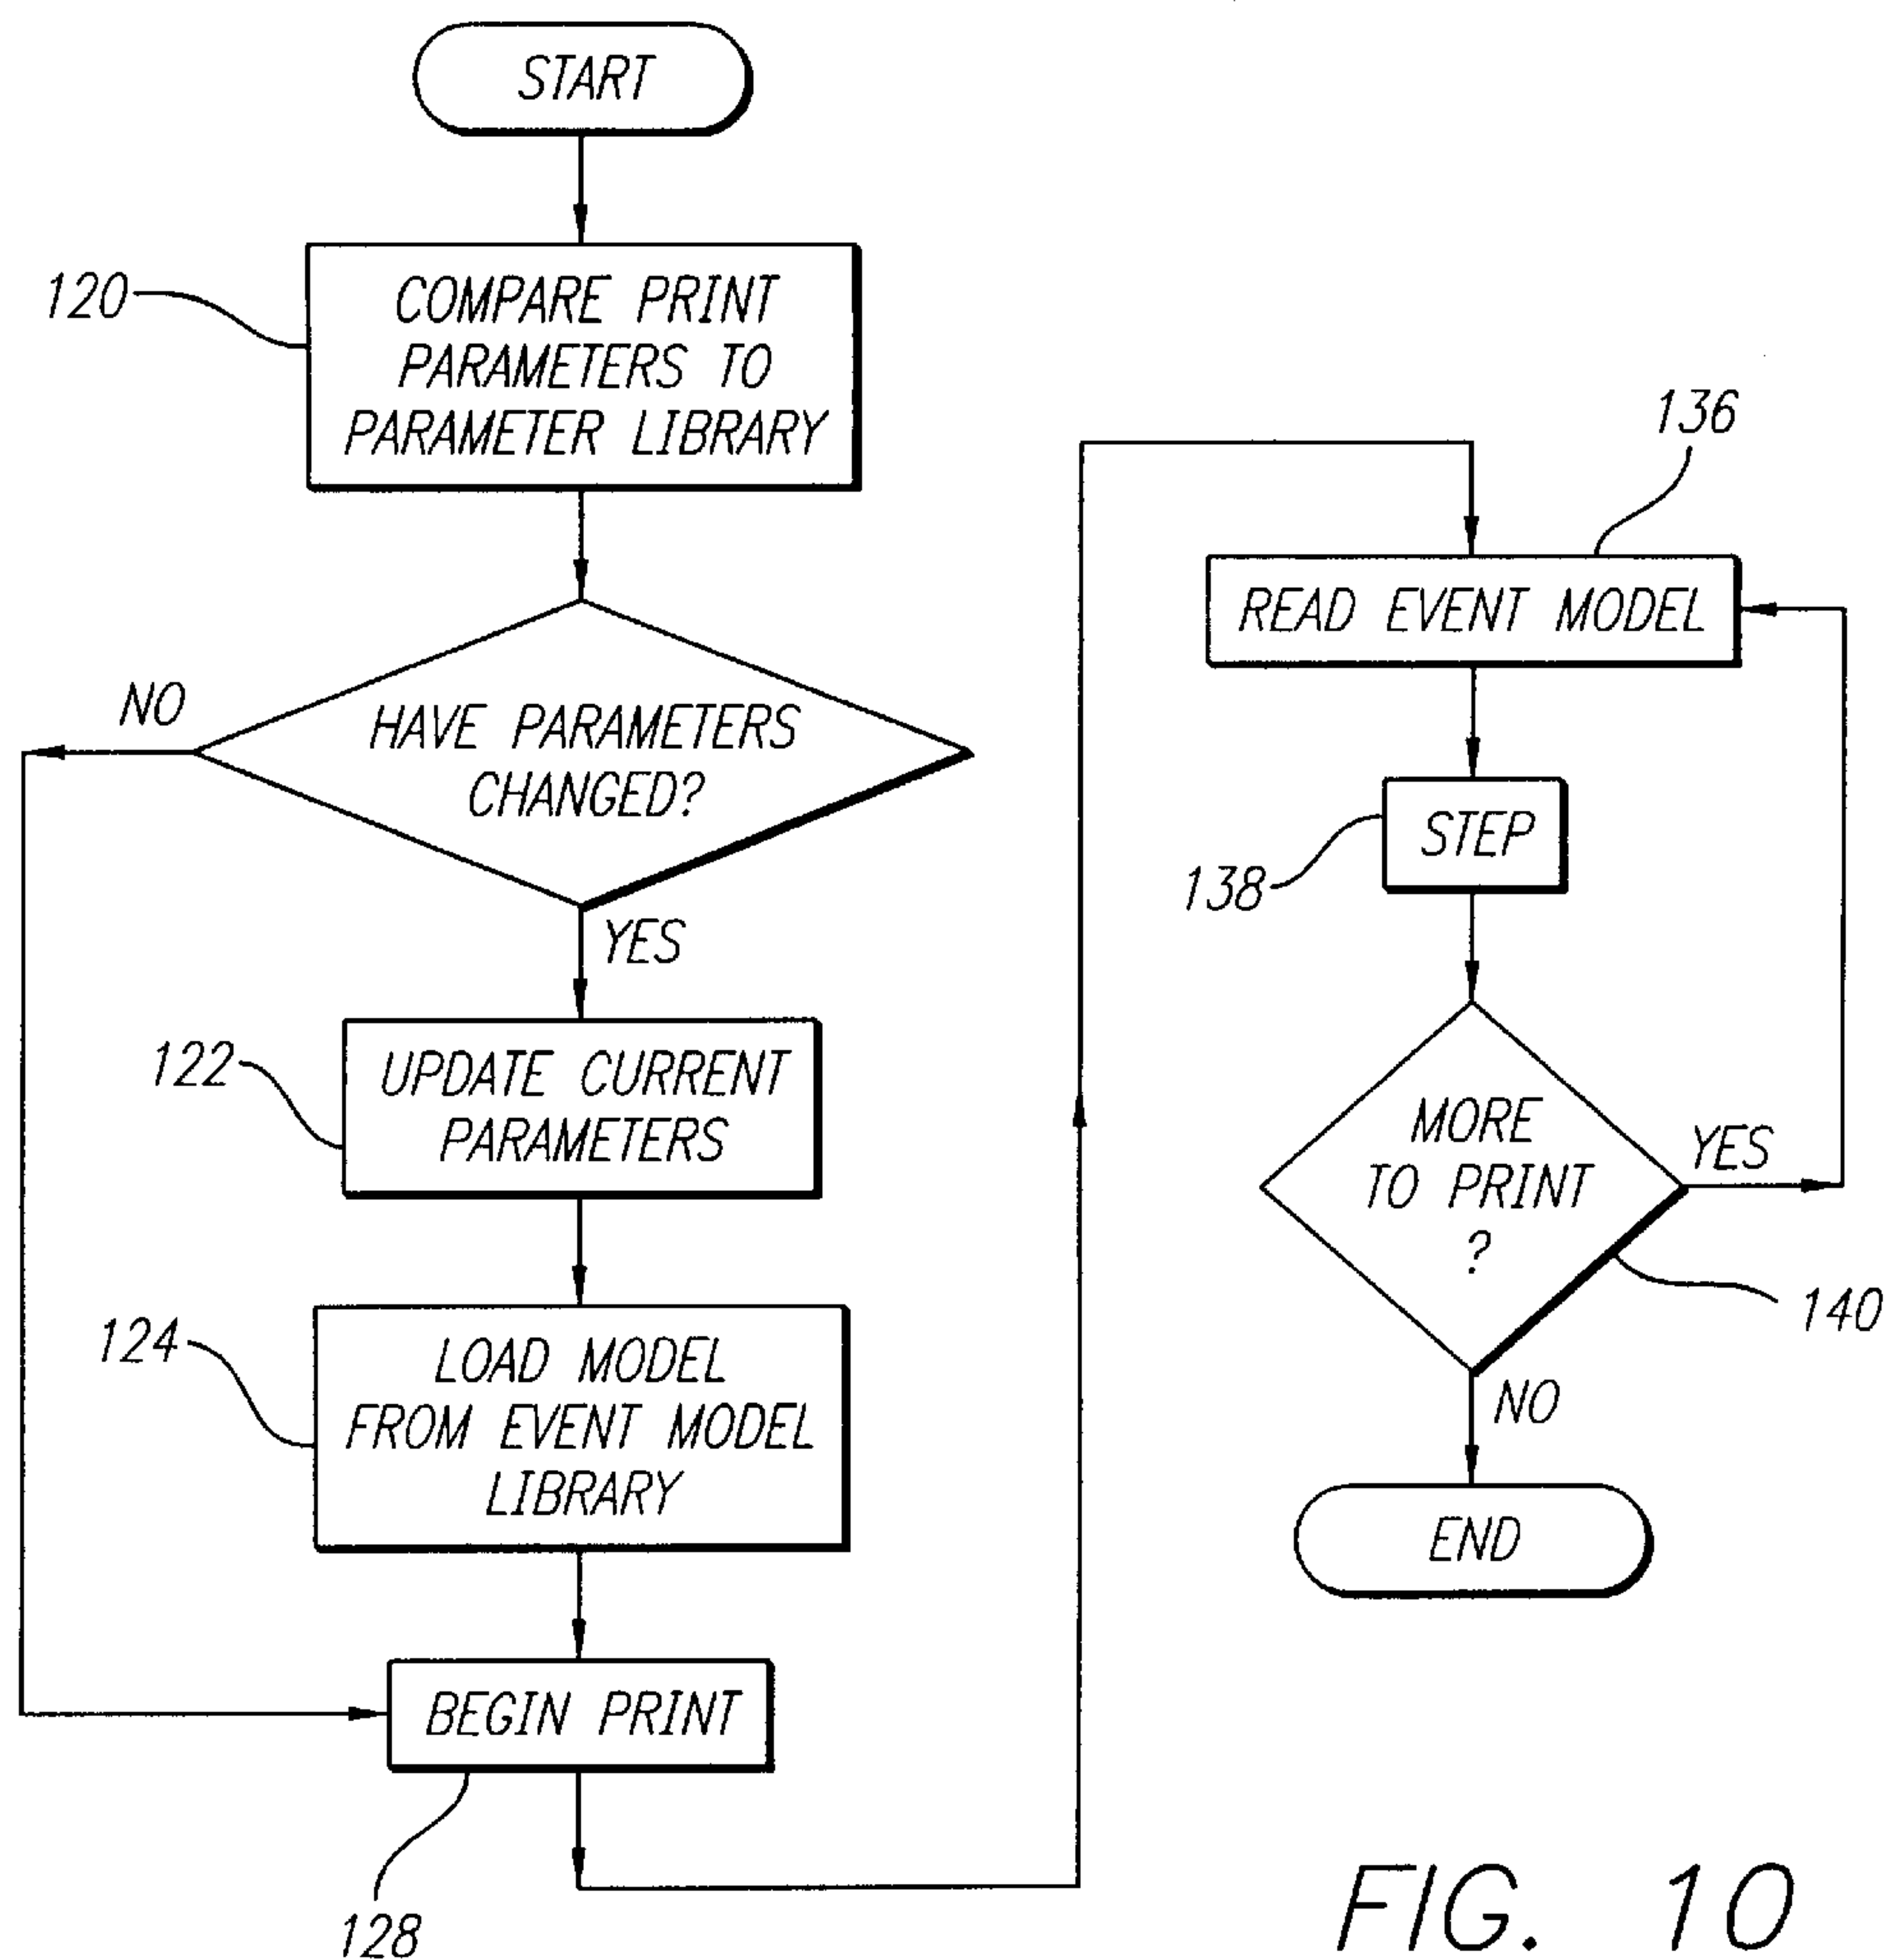 START
120
COMPARE PRINT
PARAMETERS TO
PARAMETER LIBRARY
NO
HAVE PARAMETERS
CHANGED?
YES
122
UPDATE CURRENT
PARAMETERS
124
LOAD MODEL
FROM EVENT MODEL
LIBRARY
BEGIN PRINT
128
136
READ EVENT MODEL
STEP
138
MORE
TO PRINT
?
YES
140
NO
END
FIG. 10